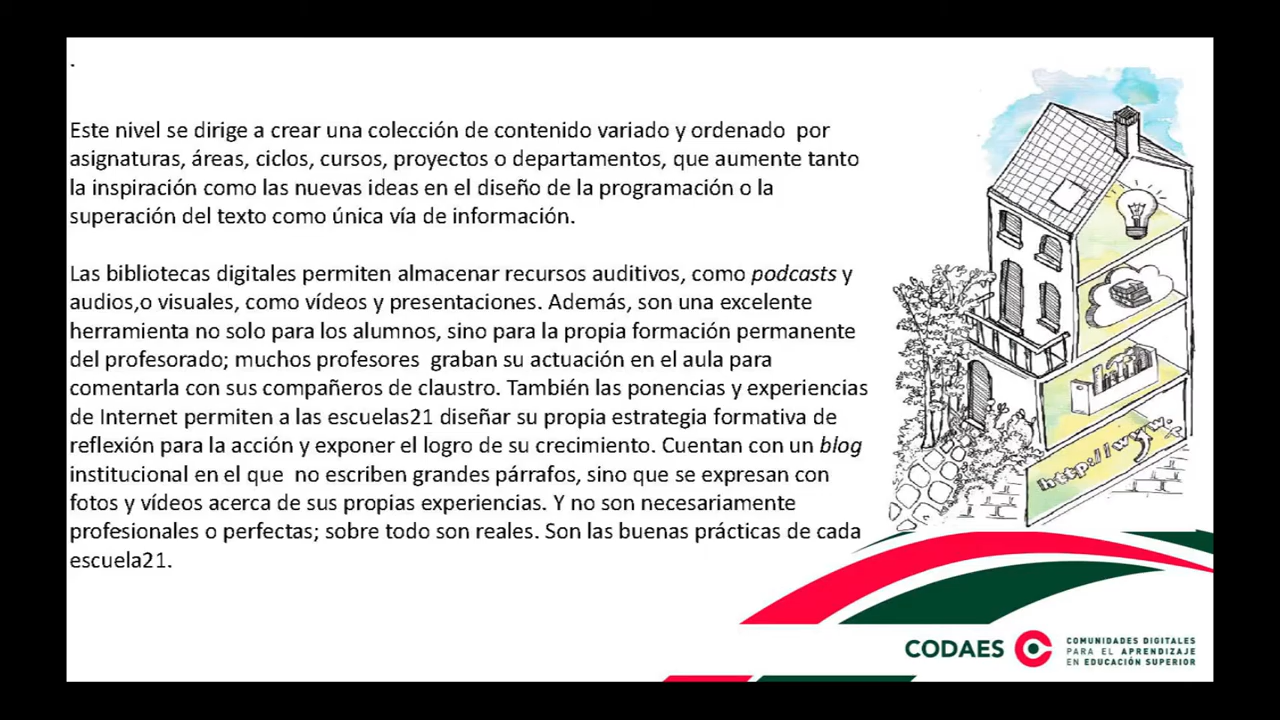 .
Este nivel se dirige a crear una colección de contenido variado y ordenado  por
asignaturas, áreas, ciclos, cursos, proyectos o departamentos, que aumente tanto
la inspiración como las nuevas ideas en el diseño de la programación o la
superación del texto como única vía de información.
Las bibliotecas digitales permiten almacenar recursos auditivos, como podcasts y
audios,o visuales, como vídeos y presentaciones. Además, son una excelente
herramienta no solo para los alumnos, sino para la propia formación permanente
del profesorado; muchos profesores  graban su actuación en el aula para
comentarla con sus compañeros de claustro. También las ponencias y experiencias
de Internet permiten a las escuelas21 diseñar su propia estrategia formativa de
reflexión para la acción y exponer el logro de su crecimiento. Cuentan con un blog
institucional en el que  no escriben grandes párrafos, sino que se expresan con
fotos y vídeos acerca de sus propias experiencias. Y no son necesariamente
profesionales o perfectas; sobre todo son reales. Son las buenas prácticas de cada
escuela21.
CODAES
COMUNIDADES DIGITALES
PARA EL APRENDIZAJE
EN EDUCACIÓN SUPERIOR